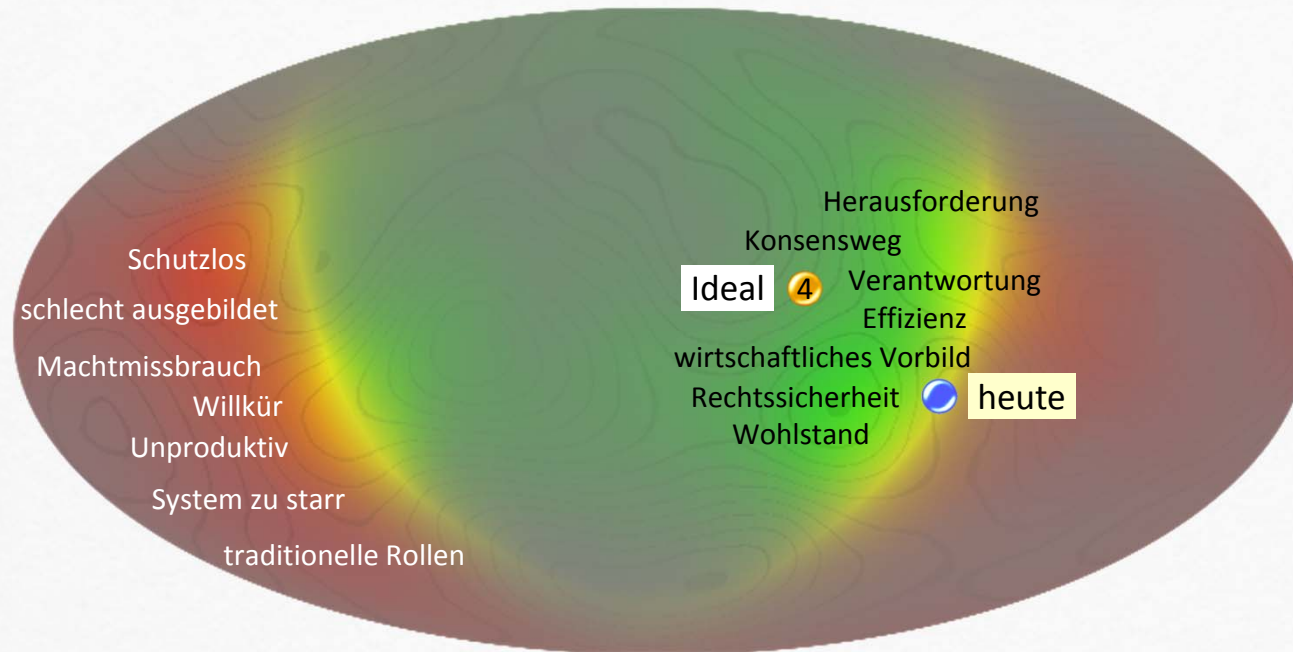 Herausforderung
Konsensweg
Schutzlos
Ideal 4 Verantwortung
schlecht ausgebildet
Effizienz
wirtschaftliches Vorbild
Machtmissbrauch
Rechtssicherheit heute
Willkür
Wohlstand
Unproduktiv
System zu starr
traditionelle Rollen